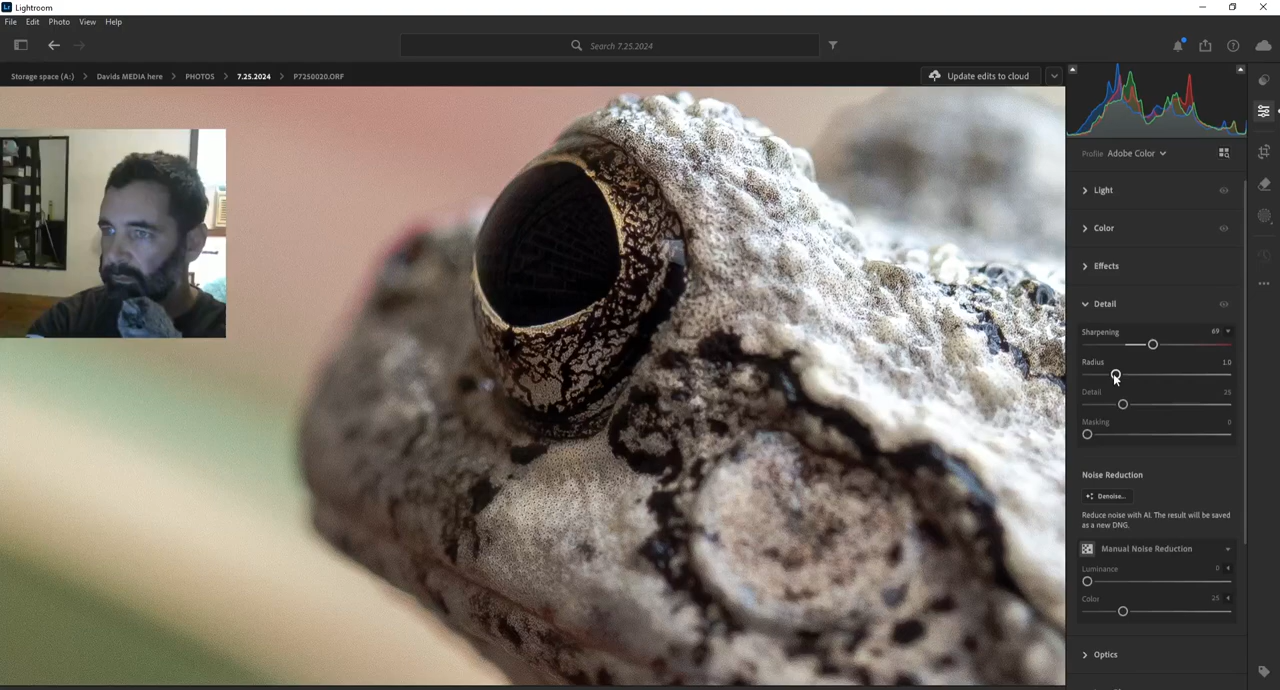 Lr Lightroom
File Edit Photo View Help
Search 7.25.2024
Storage space (A:) > Davids MEDIA here > PHOTOS > 7.25.2024 > P7250020.ORF
Update edits to cloud
Profile Adobe Color
Light
Color
Effects
Detail
Sharpening 69
Radius 1.0
Detail 25
Masking 0
Noise Reduction
Denoise...
Reduce noise with AI. The result will be saved
as a new DNG.
Manual Noise Reduction
Luminance 0
Color 25
Optics